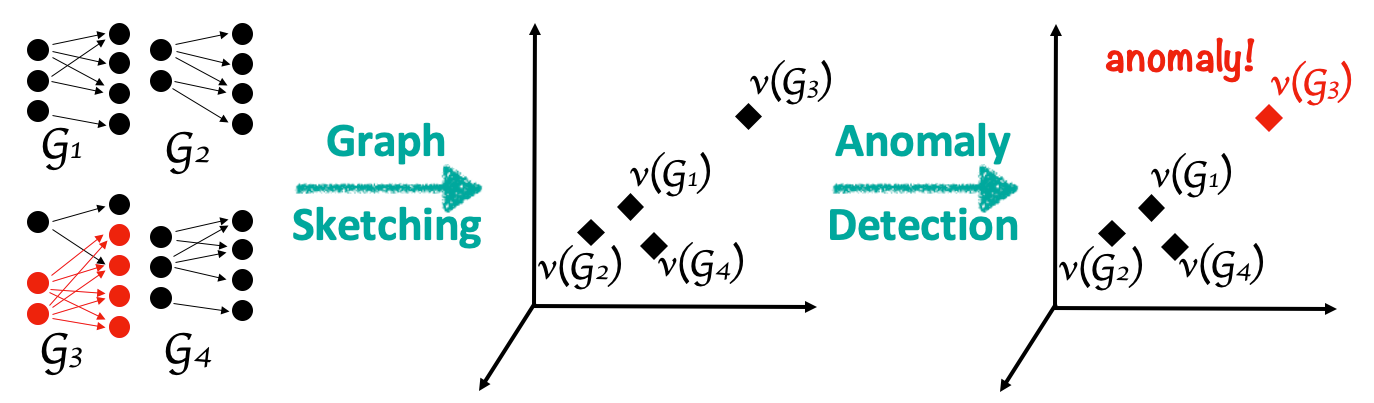 G1
G2
G3
G4
Graph
Sketching
v(G3)
v(G1)
v(G2)
v(G4)
Anomaly
Detection
anomaly!
v(G3)
v(G1)
v(G2)
v(G4)